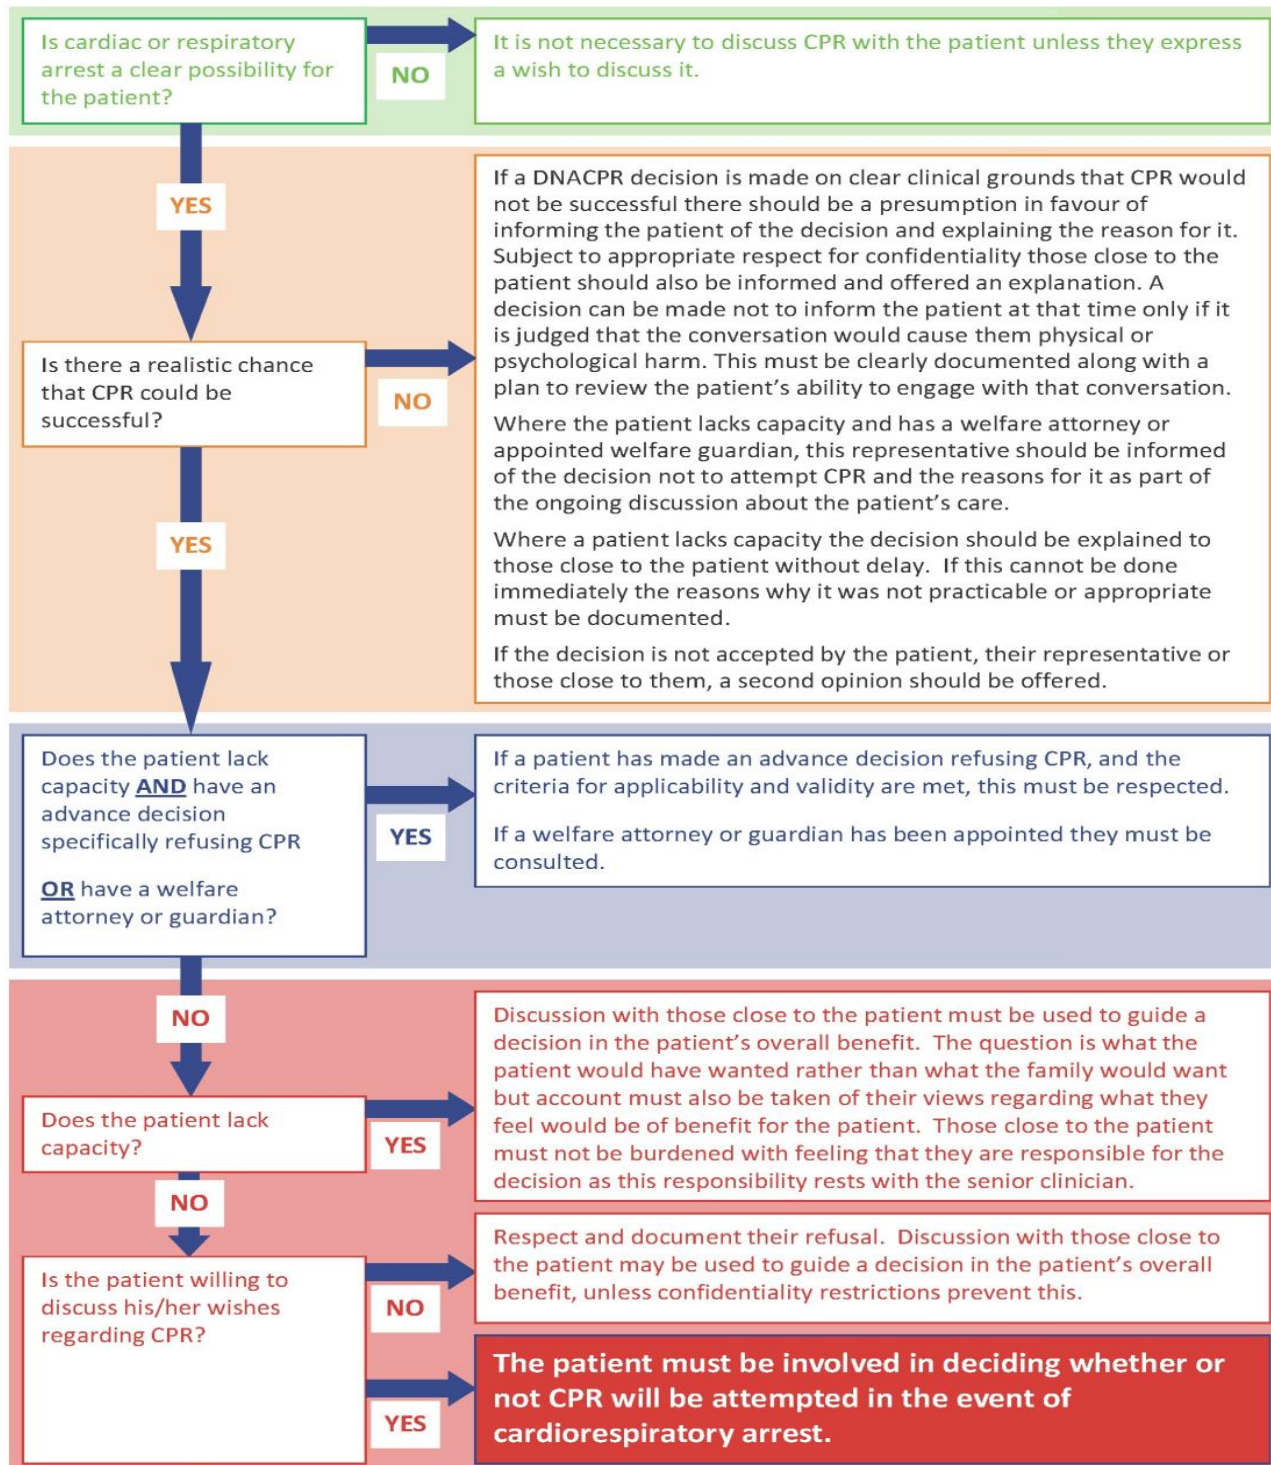 Is cardiac or respiratory
arrest a clear possibility for
the patient?
NO
It is not necessary to discuss CPR with the patient unless they express
a wish to discuss it.
YES
Is there a realistic chance
that CPR could be
successful?
NO
If a DNACPR decision is made on clear clinical grounds that CPR would
not be successful there should be a presumption in favour of
informing the patient of the decision and explaining the reason for it.
Subject to appropriate respect for confidentiality those close to the
patient should also be informed and offered an explanation. A
decision can be made not to inform the patient at that time only if it
is judged that the conversation would cause them physical or
psychological harm. This must be clearly documented along with a
plan to review the patient's ability to engage with that conversation.
Where the patient lacks capacity and has a welfare attorney or
appointed welfare guardian, this representative should be informed
of the decision not to attempt CPR and the reasons for it as part of
the ongoing discussion about the patient's care.
Where a patient lacks capacity the decision should be explained to
those close to the patient without delay. If this cannot be done
immediately the reasons why it was not practicable or appropriate
must be documented.
If the decision is not accepted by the patient, their representative or
those close to them, a second opinion should be offered.
YES
Does the patient lack
capacity AND have an
advance decision
specifically refusing CPR
OR have a welfare
attorney or guardian?
YES
If a patient has made an advance decision refusing CPR, and the
criteria for applicability and validity are met, this must be respected.
If a welfare attorney or guardian has been appointed they must be
consulted.
NO
Does the patient lack
capacity?
YES
Discussion with those close to the patient must be used to guide a
decision in the patient's overall benefit. The question is what the
patient would have wanted rather than what the family would want
but account must also be taken of their views regarding what they
feel would be of benefit for the patient. Those close to the patient
must not be burdened with feeling that they are responsible for the
decision as this responsibility rests with the senior clinician.
NO
Is the patient willing to
discuss his/her wishes
regarding CPR?
NO
Respect and document their refusal. Discussion with those close to
the patient may be used to guide a decision in the patient's overall
benefit, unless confidentiality restrictions prevent this.
YES
The patient must be involved in deciding whether or
not CPR will be attempted in the event of
cardiorespiratory arrest.